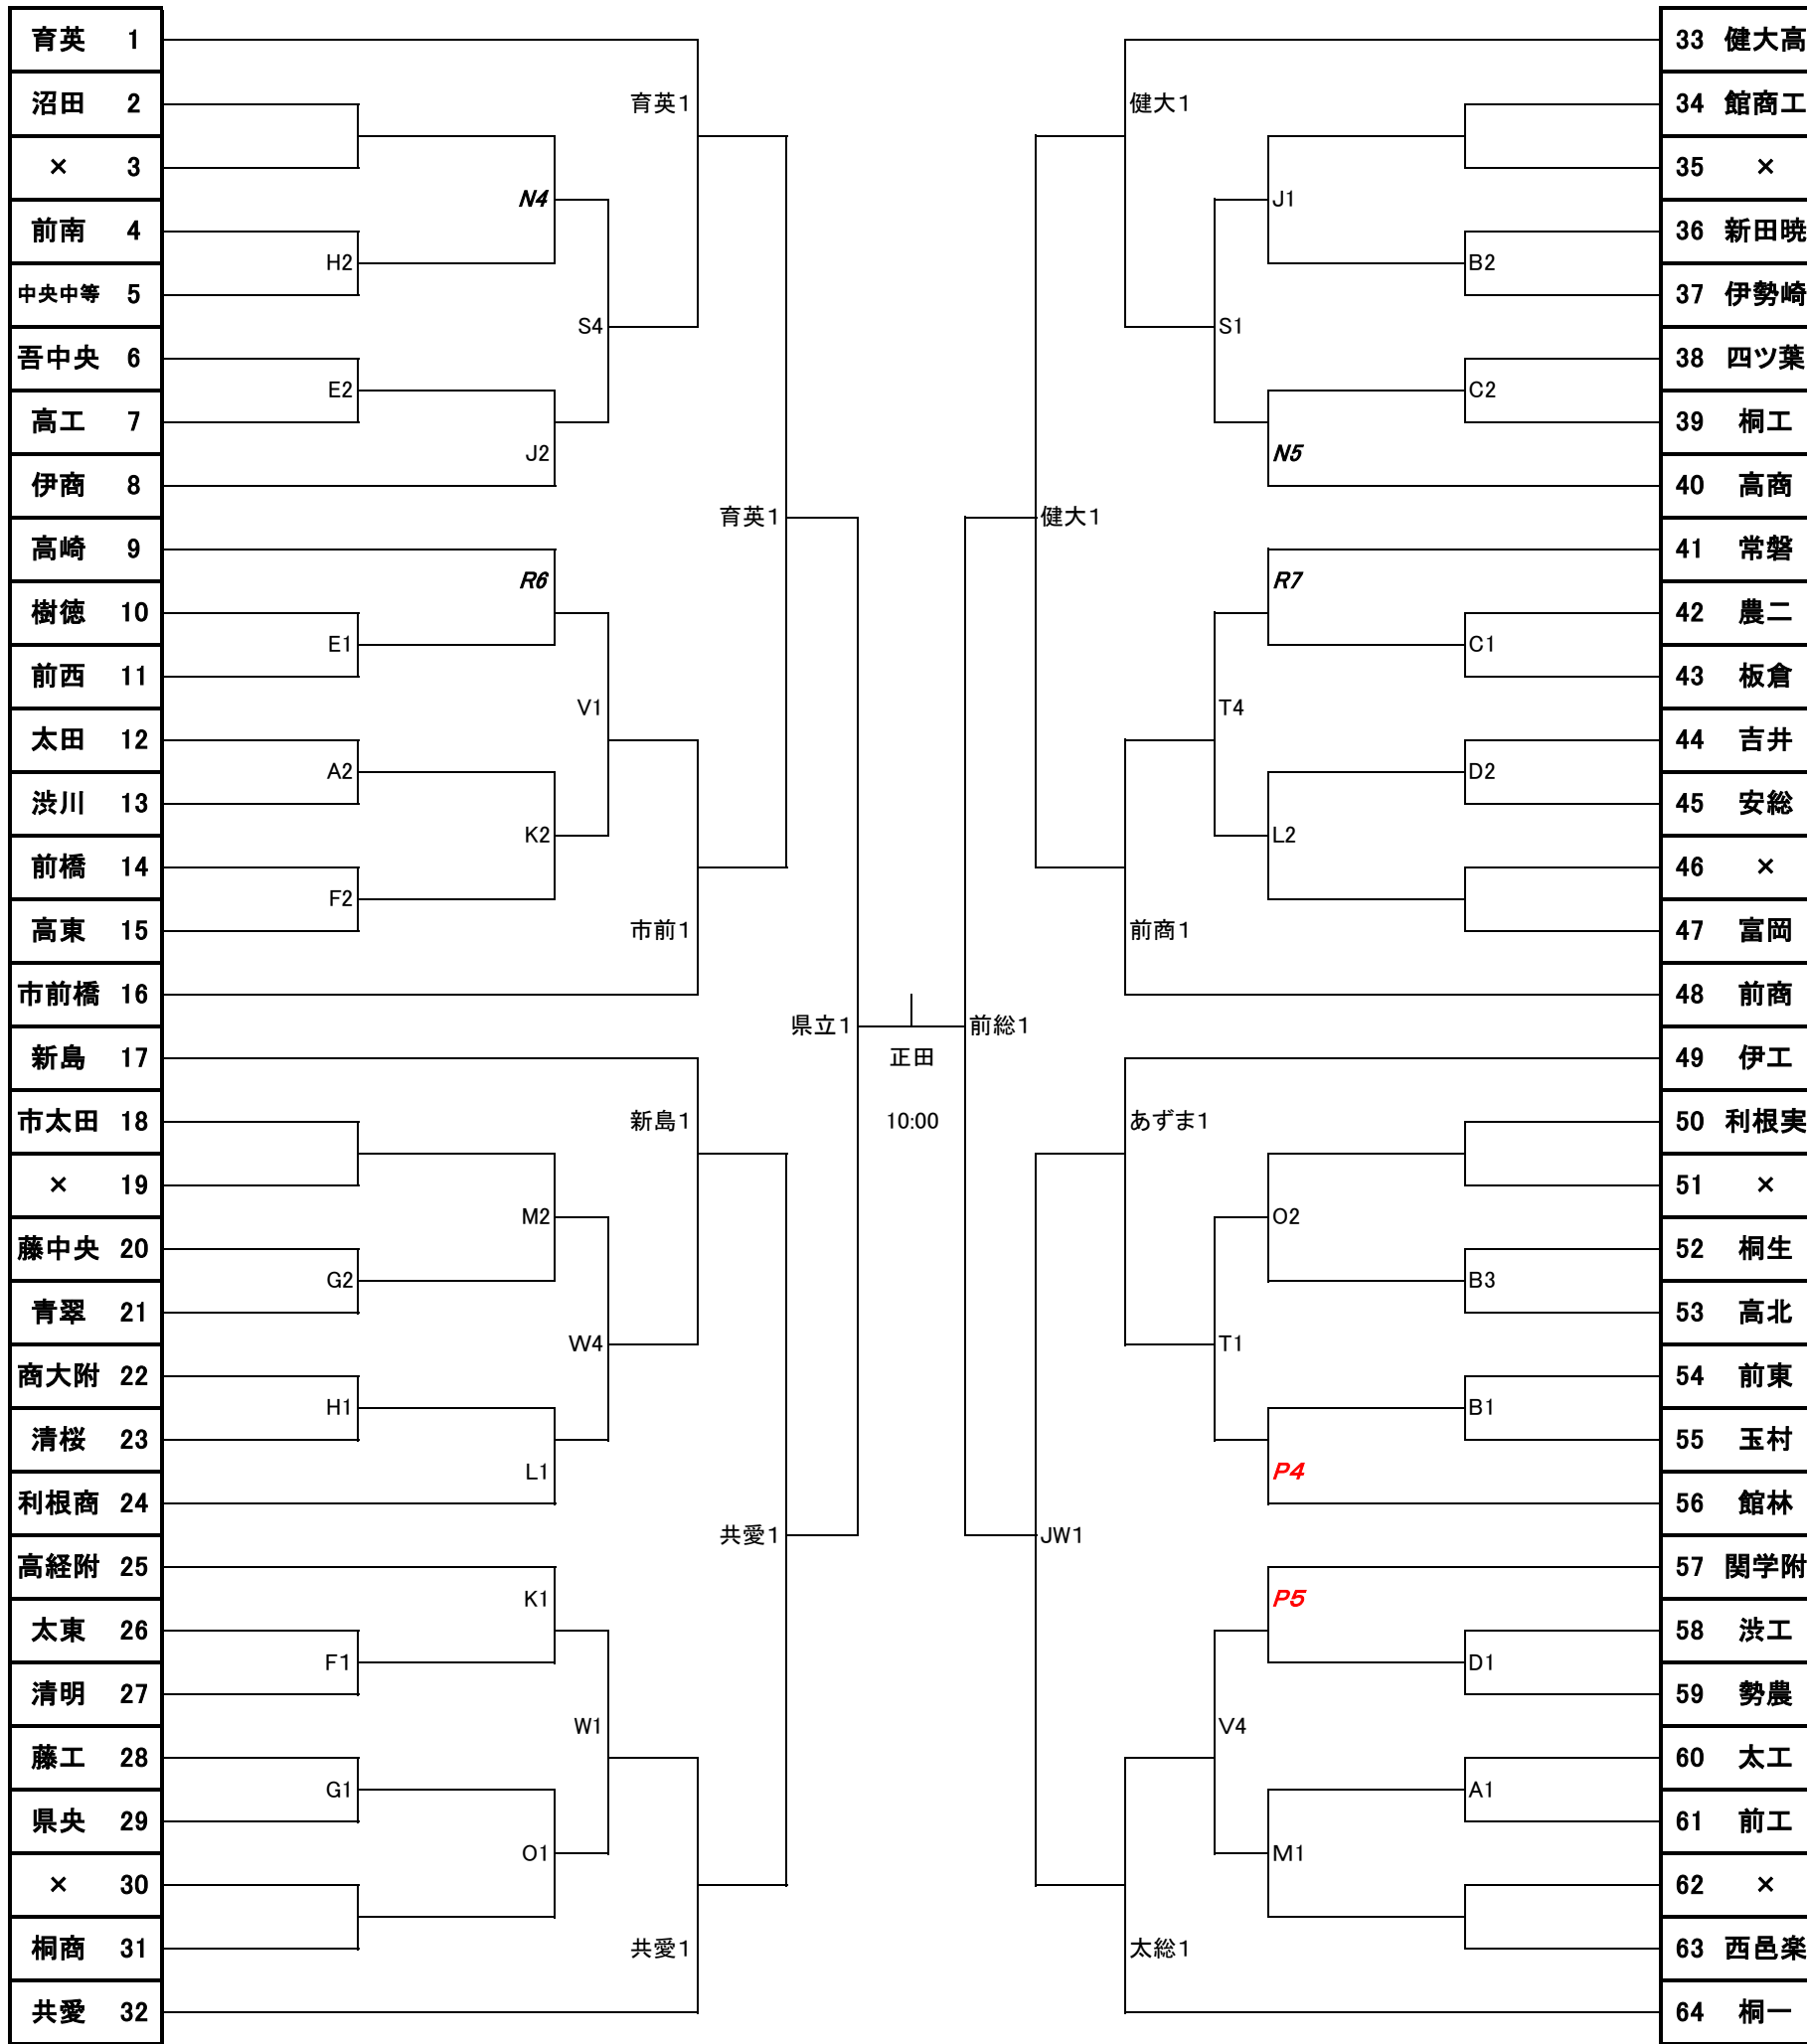 育英 1
沼田 2
× 3
前南 4
中央中等 5
吾中央 6
高工 7
伊商 8
高崎 9
樹徳 10
前西 11
太田 12
渋川 13
前橋 14
高東 15
市前橋 16
新島 17
市太田 18
× 19
藤中央 20
青翠 21
商大附 22
清桜 23
利根商 24
高経附 25
太東 26
清明 27
藤工 28
県央 29
× 30
桐商 31
共愛 32
H2
E2
E1
A2
F2
G2
H1
F1
G1
N4
J2
R6
K2
M2
L1
K1
O1
S4
V1
W4
W1
育英1
市前1
新島1
共愛1
育英1
共愛1
県立1
正田
10:00
前総1
健大1
JW1
健大1
前商1
あずま1
太総1
S1
T4
T1
V4
J1
N5
R7
L2
O2
P4
P5
M1
B2
C2
C1
D2
B3
B1
D1
A1
33 健大高
34 館商工
35 ×
36 新田暁
37 伊勢崎
38 四ツ葉
39 桐工
40 高商
41 常磐
42 農二
43 板倉
44 吉井
45 安総
46 ×
47 富岡
48 前商
49 伊工
50 利根実
51 ×
52 桐生
53 高北
54 前東
55 玉村
56 館林
57 関学附
58 渋工
59 勢農
60 太工
61 前工
62 ×
63 西邑楽
64 桐一